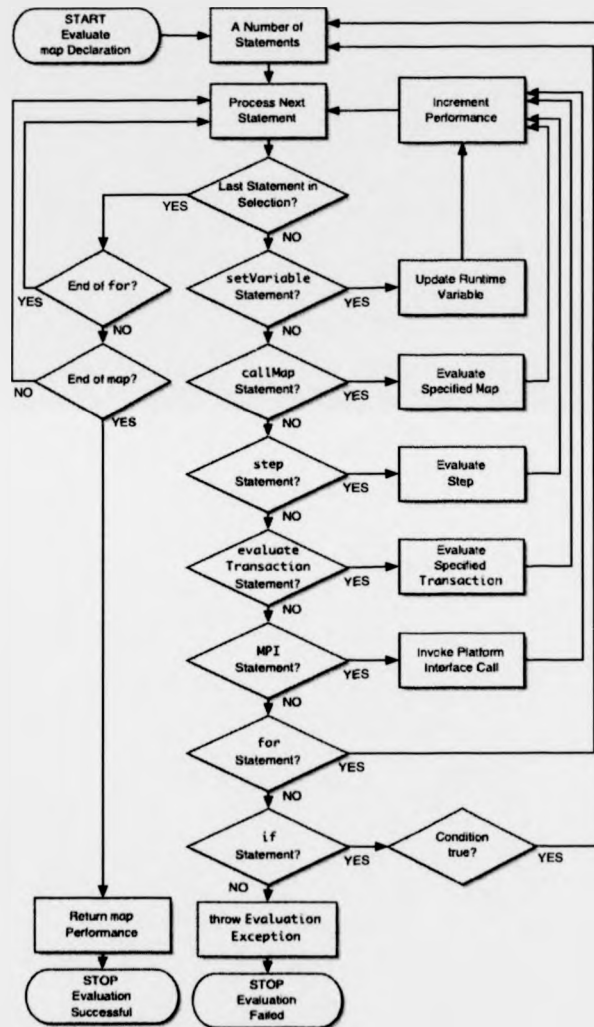 START
Evaluate
map Declaration
A Number of
Statements
Process Next
Statement
Increment
Performance
Last Statement in
Selection?
YES
NO
End of for?
YES
NO
setVariable
Statement?
YES
NO
Update Runtime
Variable
End of map?
NO
YES
callMap
Statement?
YES
NO
Evaluate
Specified Map
step
Statement?
YES
NO
Evaluate
Step
evaluate
Transaction
Statement?
YES
NO
Evaluate
Specified
Transaction
MPI
Statement?
YES
NO
Invoke Platform
Interface Call
for
Statement?
YES
NO
if
Statement?
YES
NO
Condition
true?
YES
Return map
Performance
throw Evaluation
Exception
STOP
Evaluation
Successful
STOP
Evaluation
Failed